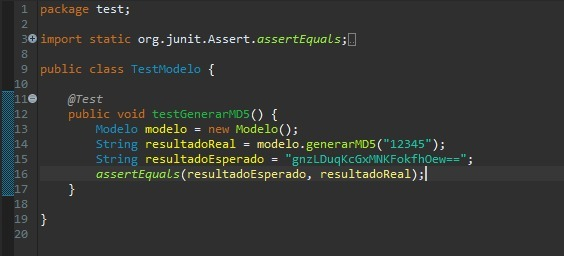 1 package test;
2
3 import static org.junit.Assert.assertEquals;
8
9 public class TestModelo {
10
11 @Test
12 public void testGenerarMD5() {
13 Modelo modelo = new Modelo();
14 String resultadoReal = modelo.generarMD5("12345");
15 String resultadoEsperado = "gnzLDuqKcGxMNKFokfhOew==";
16 assertEquals(resultadoEsperado, resultadoReal);
17 }
18
19 }
20